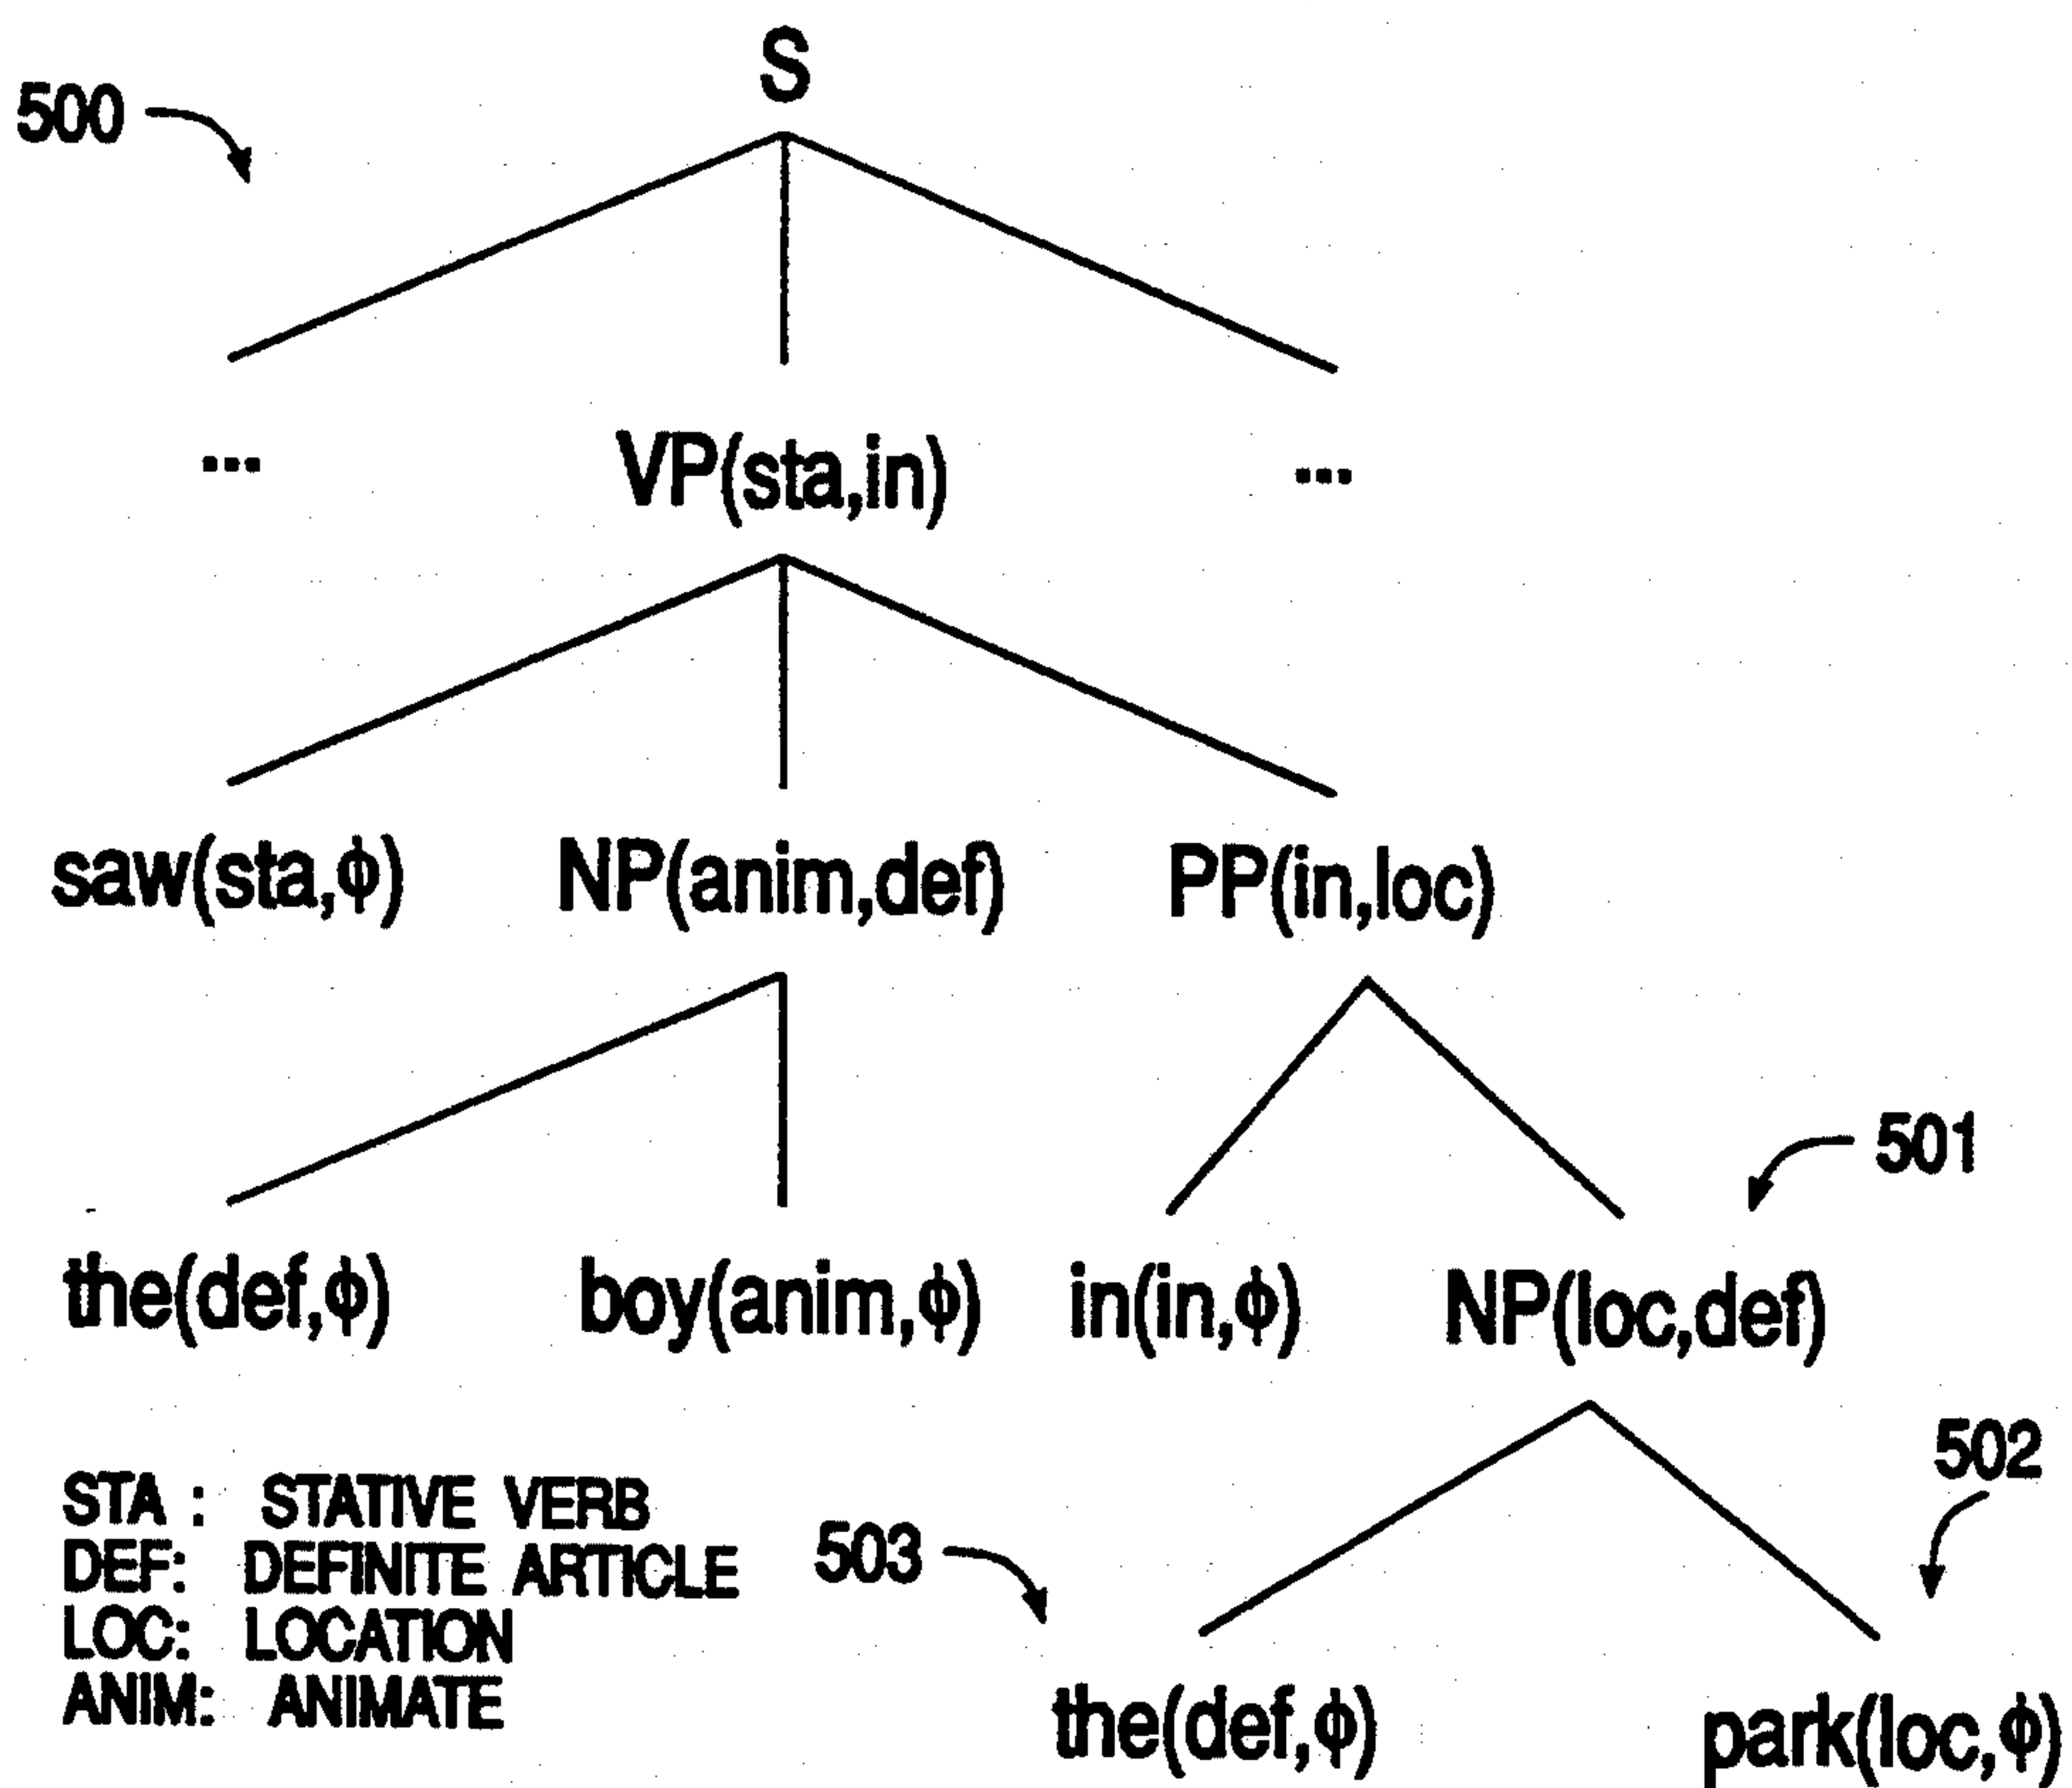 S
500
... VP(sta,in) ...
saw(sta,ϕ) NP(anim,def) PP(in,loc)
501
the(def,ϕ) boy(anim,ϕ) in(in,ϕ) NP(loc,def)
502
STA : STATIVE VERB
DEF: DEFINITE ARTICLE
LOC: LOCATION
ANIM: ANIMATE
503
the(def,ϕ) park(loc,ϕ)